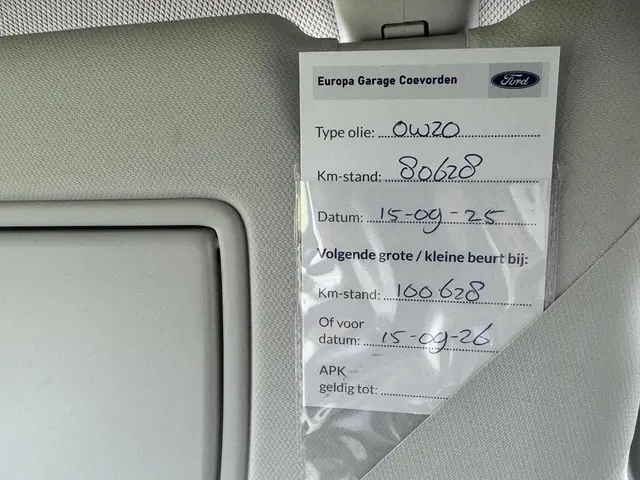 Europa Garage Coevorden Ford
Type olie: 0W20
Km-stand: 80628
Datum: 15-09-25
Volgende grote / kleine beurt bij:
Km-stand: 100628
Of voor
datum: 15-09-26
APK
geldig tot: